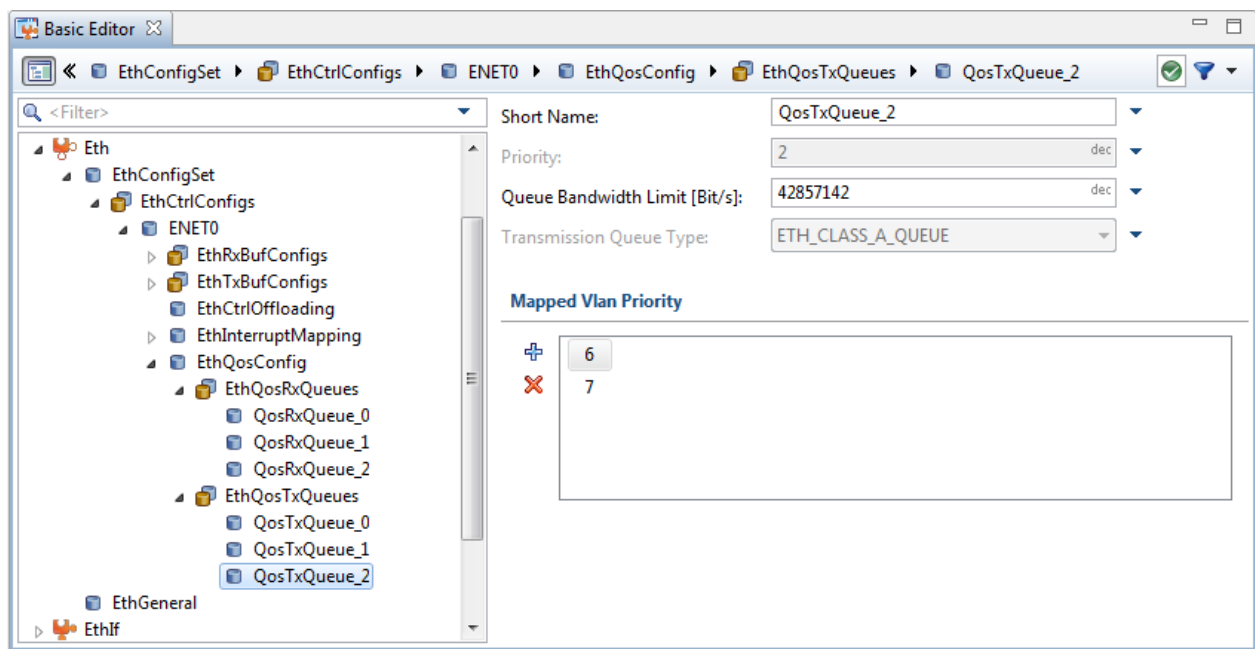 Basic Editor
EthConfigSet EthCtrlConfigs ENET0 EthQosConfig EthQosTxQueues QosTxQueue_2
<Filter>
Eth
EthConfigSet
EthCtrlConfigs
ENET0
EthRxBufConfigs
EthTxBufConfigs
EthCtrlOffloading
EthInterruptMapping
EthQosConfig
EthQosRxQueues
QosRxQueue_0
QosRxQueue_1
QosRxQueue_2
EthQosTxQueues
QosTxQueue_0
QosTxQueue_1
QosTxQueue_2
EthGeneral
EthIf
Short Name: QosTxQueue_2
Priority: 2 dec
Queue Bandwidth Limit [Bit/s]: 42857142 dec
Transmission Queue Type: ETH_CLASS_A_QUEUE
Mapped Vlan Priority
6
7